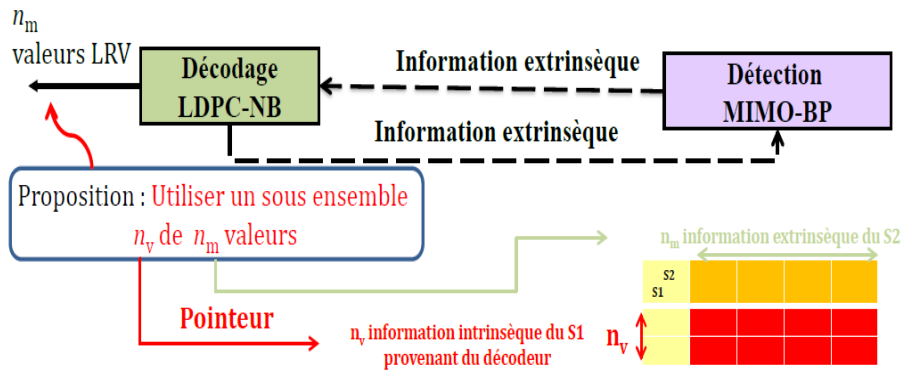 n_m
valeurs LRV
Décodage
LDPC-NB
Information extrinsèque
Information extrinsèque
Détection
MIMO-BP
Proposition : Utiliser un sous ensemble
n_v de n_m valeurs
n_m information extrinsèque du S2
S2
S1
n_v
Pointeur
n_v information intrinsèque du S1
provenant du décodeur